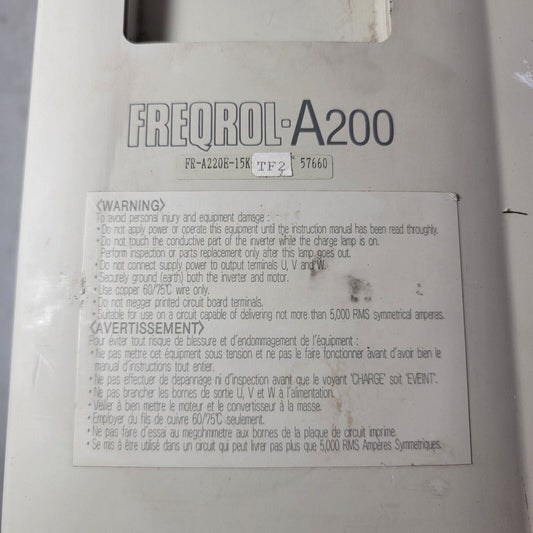 FREQROL-A200
FR-A220E-15K TF2 57660
<WARNING>
To avoid personal injury and equipment damage :
• Do not apply power or operate this equipment until the instruction manual has been read throughly.
• Do not touch the conductive part of the inverter while the charge lamp is on.
Perform inspection or parts replacement only after this lamp goes out.
• Do not connect supply power to output terminals U, V and W.
• Securely ground (earth) both the inverter and motor.
• Use copper 60/75°C wire only.
• Do not megger printed circuit board terminals.
• Suitable for use on a circuit capable of delivering not more than 5,000 RMS symmetrical amperes.
<AVERTISSEMENT>
Pour éviter tout risque de blessure et d'endommagement de l'équipement :
• Ne pas mettre cet équipement sous tension et ne pas le faire fonctionner avant d'avoir bien le
manual d'instructions tout entier.
• Ne pas effectuer de depannage ni d'inspection avant que le voyant 'CHARGE' soit 'EVEINT'.
• Ne pas brancher les bornes de sortie U, V et W à l'alimentation.
• Veiller à bien mettre le moteur et le convertisseur à la masse.
• Employer du fils de cuivre 60/75°C seulement.
• Ne pas faire d'essai au megohmmetre aux bornes de la plaque de circuit imprime.
• Se mis à être utilisé dans un circuit qui peut livrer pas plus que 5,000 RMS Ampères Symetriques.